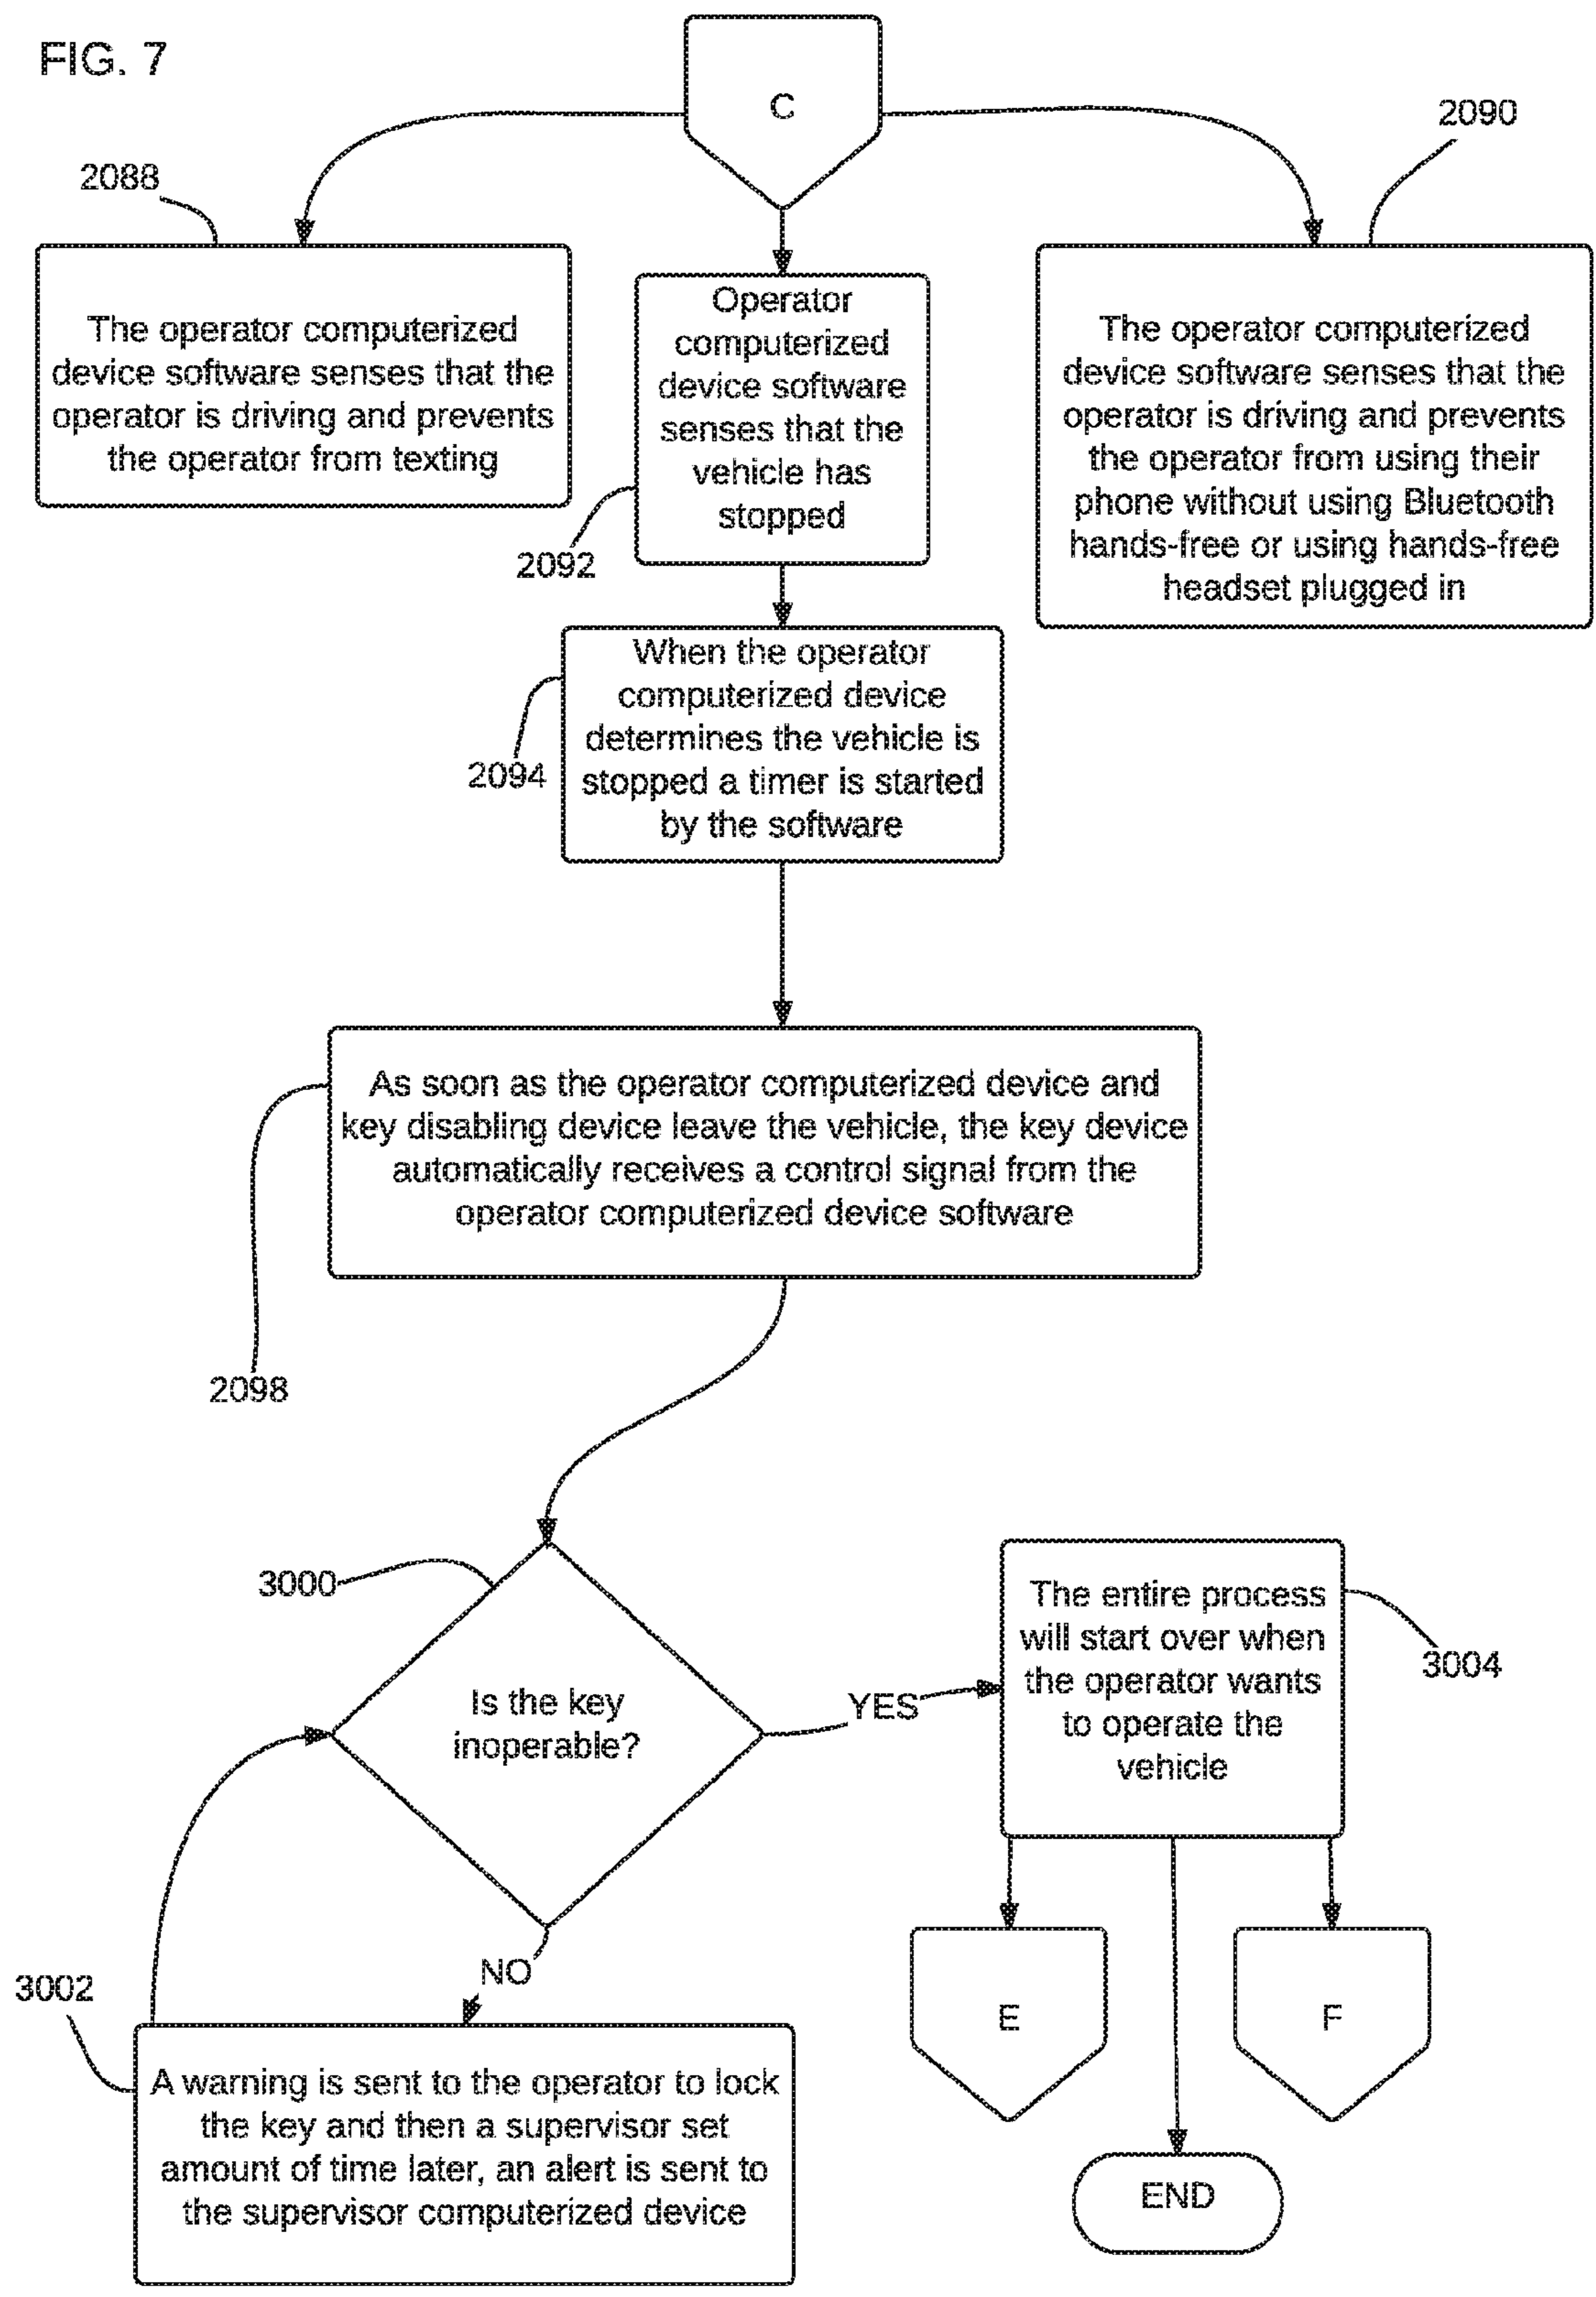 FIG. 7
C
2088
2090
The operator computerized
device software senses that the
operator is driving and prevents
the operator from texting
Operator
computerized
device software
senses that the
vehicle has
stopped
The operator computerized
device software senses that the
operator is driving and prevents
the operator from using their
phone without using Bluetooth
hands-free or using hands-free
headset plugged in
2092
When the operator
computerized device
determines the vehicle is
stopped a timer is started
by the software
2094
As soon as the operator computerized device and
key disabling device leave the vehicle, the key device
automatically receives a control signal from the
operator computerized device software
2098
3000
Is the key
inoperable?
YES
The entire process
will start over when
the operator wants
to operate the
vehicle
3004
NO
3002
A warning is sent to the operator to lock
the key and then a supervisor set
amount of time later, an alert is sent to
the supervisor computerized device
E
F
END